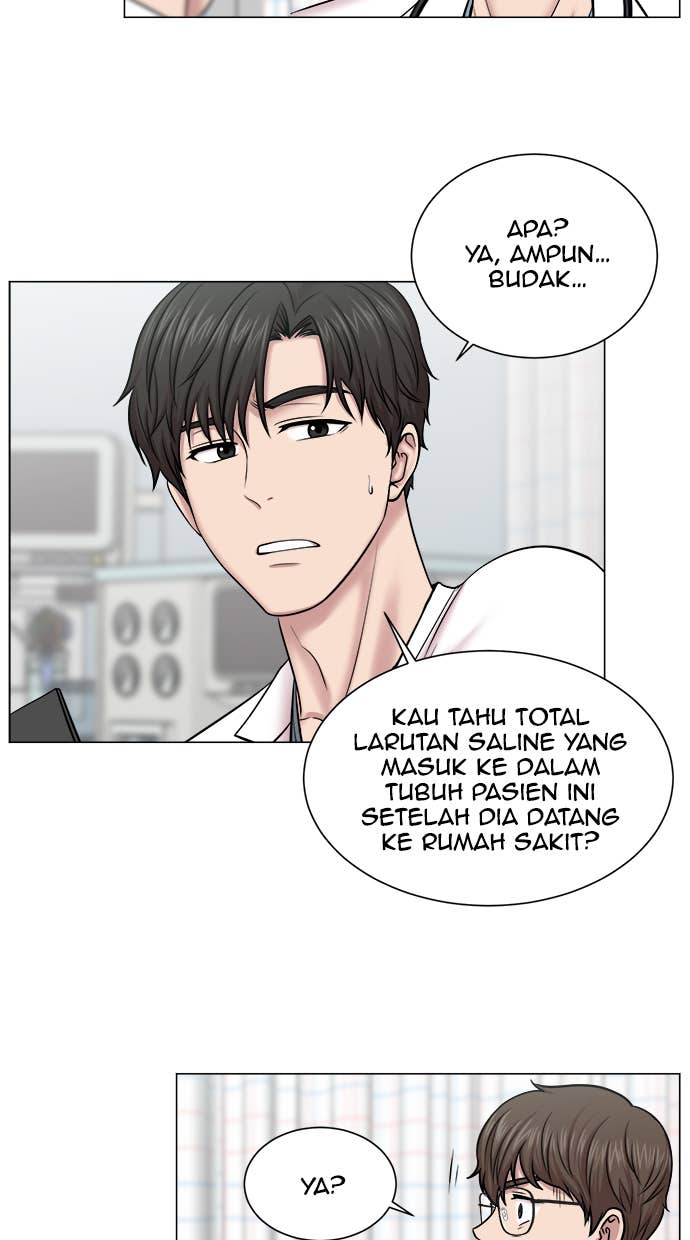 APA?
YA, AMPUN...
BUDAK...
KAU TAHU TOTAL
LARUTAN SALINE YANG
MASUK KE DALAM
TUBUH PASIEN INI
SETELAH DIA DATANG
KE RUMAH SAKIT?
YA?